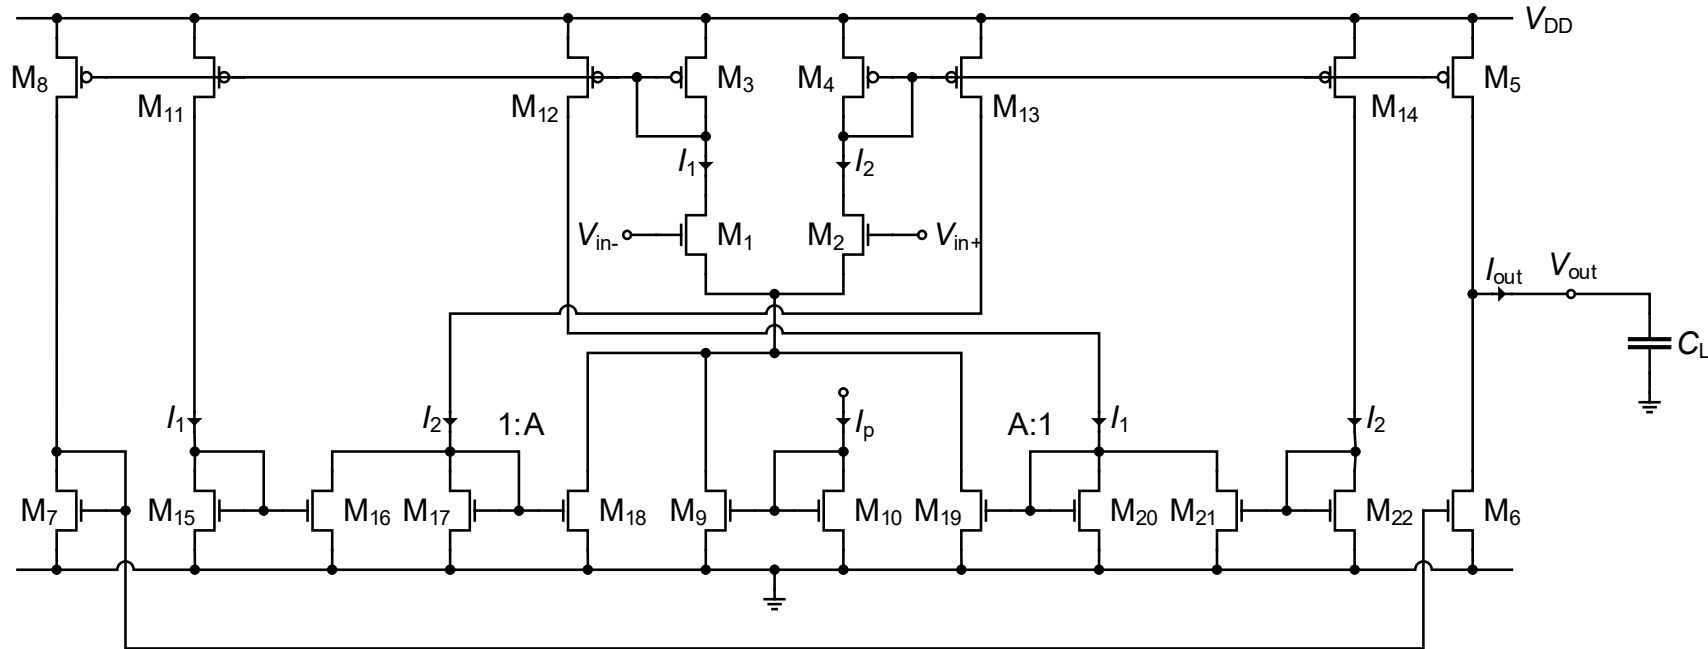 V_DD
M_8 M_3 M_4 M_5
M_11 M_12 M_13 M_14
I_1 I_2
V_in- M_1 M_2 V_in+
I_out V_out
C_L
I_1 I_2 1:A I_p A:1 I_1 I_2
M_7 M_15 M_16 M_17 M_18 M_9 M_10 M_19 M_20 M_21 M_22 M_6